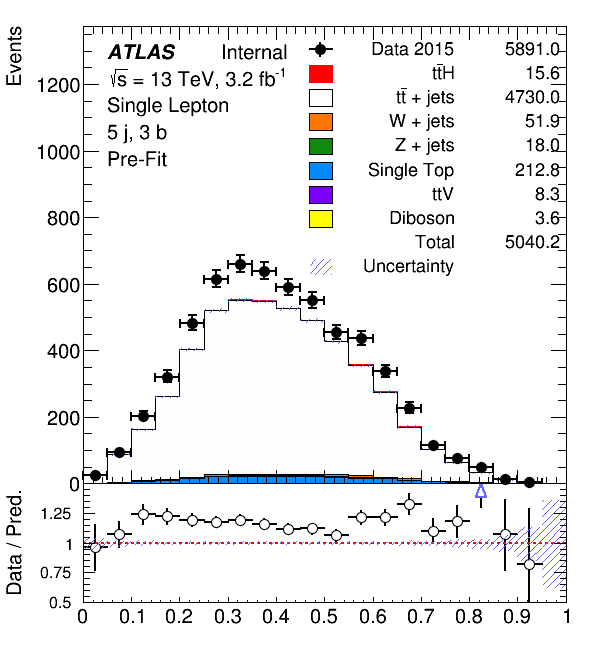 Events
ATLAS Internal
√s = 13 TeV, 3.2 fb⁻¹
Single Lepton
5 j, 3 b
Pre-Fit
Data 2015 5891.0
tt̄H 15.6
tt̄ + jets 4730.0
W + jets 51.9
Z + jets 18.0
Single Top 212.8
ttV 8.3
Diboson 3.6
Total 5040.2
Uncertainty
1200
1000
800
600
400
200
0
Data / Pred.
1.25
1
0.75
0.5
0 0.1 0.2 0.3 0.4 0.5 0.6 0.7 0.8 0.9 1